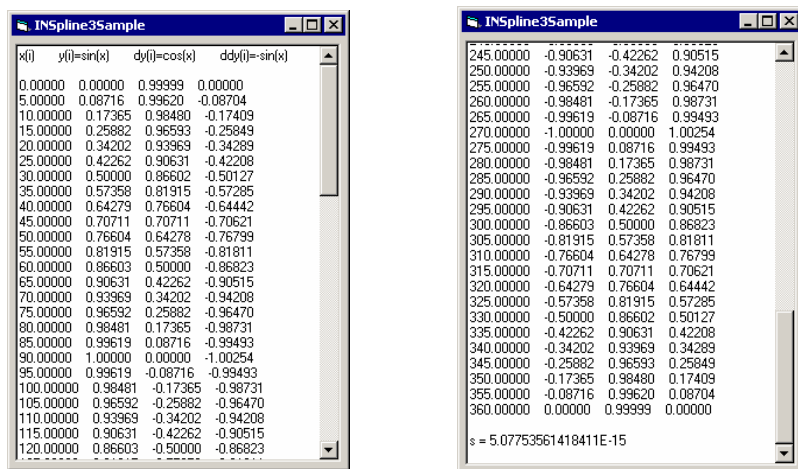 INSpline3Sample
x(i) y(i)=sin(x) dy(i)=cos(x) ddy(i)=-sin(x)
0.00000 0.00000 0.99999 0.00000
5.00000 0.08716 0.99620 -0.08704
10.00000 0.17365 0.98480 -0.17409
15.00000 0.25882 0.96593 -0.25849
20.00000 0.34202 0.93969 -0.34289
25.00000 0.42262 0.90631 -0.42208
30.00000 0.50000 0.86602 -0.50127
35.00000 0.57358 0.81915 -0.57285
40.00000 0.64279 0.76604 -0.64442
45.00000 0.70711 0.70711 -0.70621
50.00000 0.76604 0.64278 -0.76799
55.00000 0.81915 0.57358 -0.81811
60.00000 0.86603 0.50000 -0.86823
65.00000 0.90631 0.42262 -0.90515
70.00000 0.93969 0.34202 -0.94208
75.00000 0.96592 0.25882 -0.96470
80.00000 0.98481 0.17365 -0.98731
85.00000 0.99619 0.08716 -0.99493
90.00000 1.00000 0.00000 -1.00254
95.00000 0.99619 -0.08716 -0.99493
100.00000 0.98481 -0.17365 -0.98731
105.00000 0.96592 -0.25882 -0.96470
110.00000 0.93969 -0.34202 -0.94208
115.00000 0.90631 -0.42262 -0.90515
120.00000 0.86603 -0.50000 -0.86823
INSpline3Sample
245.00000 -0.90631 -0.42262 0.90515
250.00000 -0.93969 -0.34202 0.94208
255.00000 -0.96592 -0.25882 0.96470
260.00000 -0.98481 -0.17365 0.98731
265.00000 -0.99619 -0.08716 0.99493
270.00000 -1.00000 0.00000 1.00254
275.00000 -0.99619 0.08716 0.99493
280.00000 -0.98481 0.17365 0.98731
285.00000 -0.96592 0.25882 0.96470
290.00000 -0.93969 0.34202 0.94208
295.00000 -0.90631 0.42262 0.90515
300.00000 -0.86603 0.50000 0.86823
305.00000 -0.81915 0.57358 0.81811
310.00000 -0.76604 0.64278 0.76799
315.00000 -0.70711 0.70711 0.70621
320.00000 -0.64279 0.76604 0.64442
325.00000 -0.57358 0.81915 0.57285
330.00000 -0.50000 0.86602 0.50127
335.00000 -0.42262 0.90631 0.42208
340.00000 -0.34202 0.93969 0.34289
345.00000 -0.25882 0.96593 0.25849
350.00000 -0.17365 0.98480 0.17409
355.00000 -0.08716 0.99620 0.08704
360.00000 0.00000 0.99999 0.00000
s = 5.07753561418411E-15